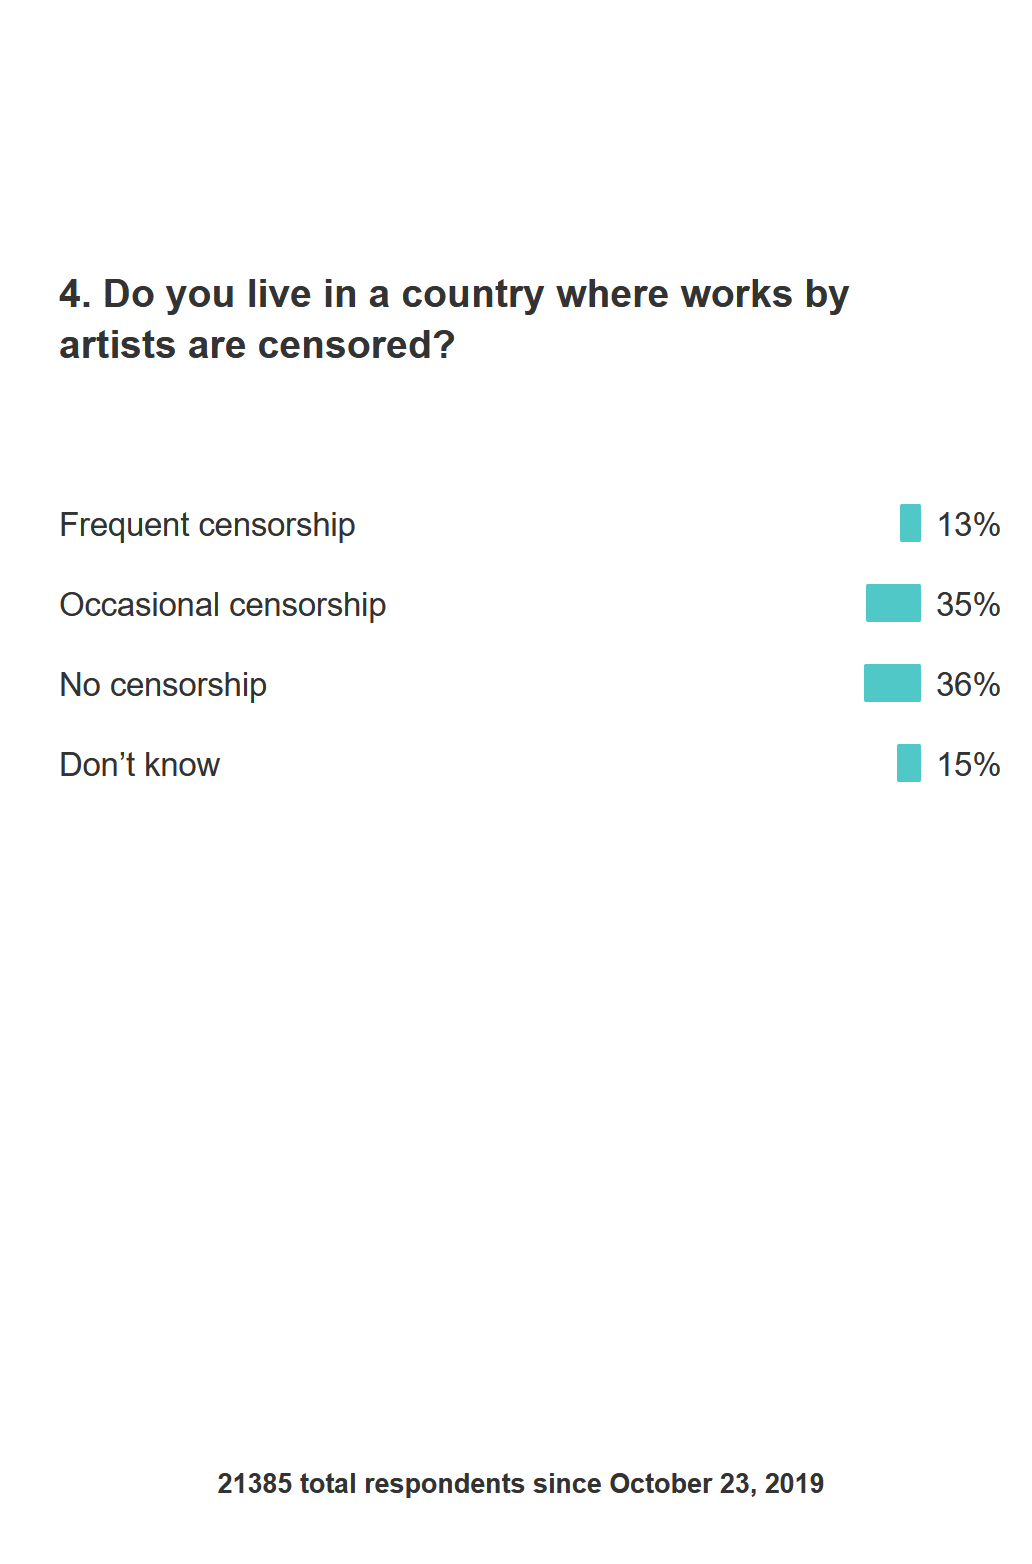 4. Do you live in a country where works by
artists are censored?
Frequent censorship 13%
Occasional censorship 35%
No censorship 36%
Don’t know 15%
21385 total respondents since October 23, 2019